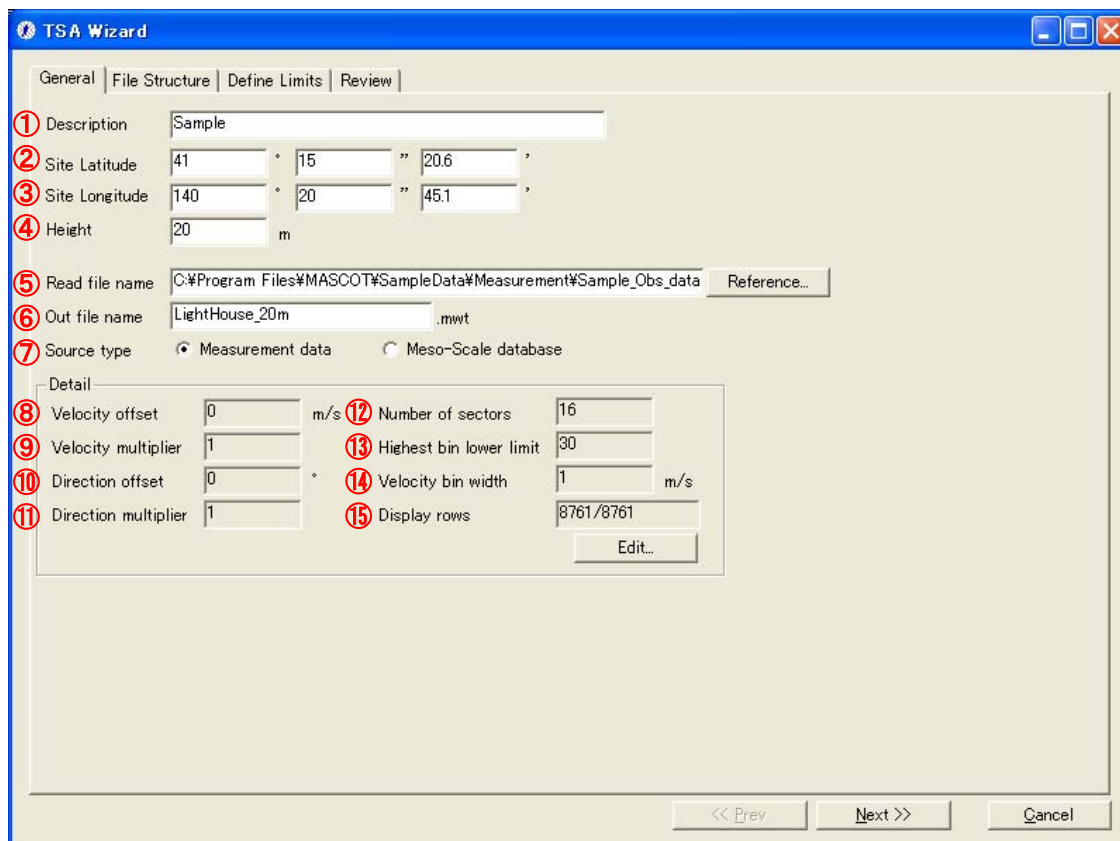 TSA Wizard
General File Structure Define Limits Review
① Description Sample
② Site Latitude 41 ° 15 ” 20.6 ’
③ Site Longitude 140 ° 20 ” 45.1 ’
④ Height 20 m
⑤ Read file name C:¥Program Files¥MASCOT¥SampleData¥Measurement¥Sample_Obs_data Reference...
⑥ Out file name LightHouse_20m .mwt
⑦ Source type Measurement data Meso-Scale database
Detail
⑧ Velocity offset 0 m/s ⑫ Number of sectors 16
⑨ Velocity multiplier 1 ⑬ Highest bin lower limit 30
⑩ Direction offset 0 ° ⑭ Velocity bin width 1 m/s
⑪ Direction multiplier 1 ⑮ Display rows 8761/8761
Edit...
<< Prev Next >> Cancel